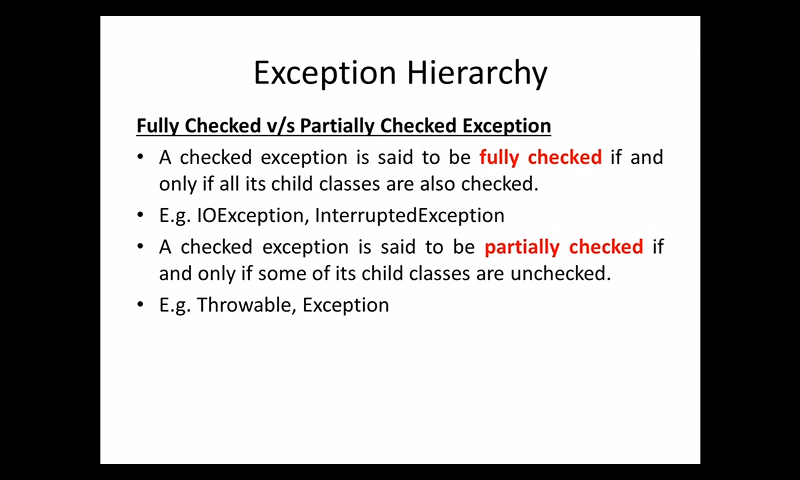 Exception Hierarchy
Fully Checked v/s Partially Checked Exception
• A checked exception is said to be fully checked if and
only if all its child classes are also checked.
• E.g. IOException, InterruptedException
• A checked exception is said to be partially checked if
and only if some of its child classes are unchecked.
• E.g. Throwable, Exception